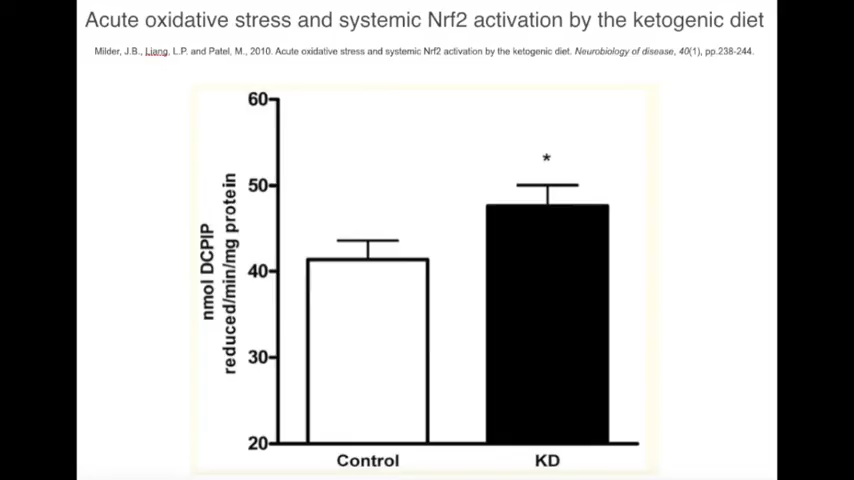 Acute oxidative stress and systemic Nrf2 activation by the ketogenic diet
Milder, J.B., Liang, L.P. and Patel, M., 2010. Acute oxidative stress and systemic Nrf2 activation by the ketogenic diet. Neurobiology of disease, 40(1), pp.238-244.
60
*
50
nmol DCPIP
reduced/min/mg protein
40
30
20
Control KD